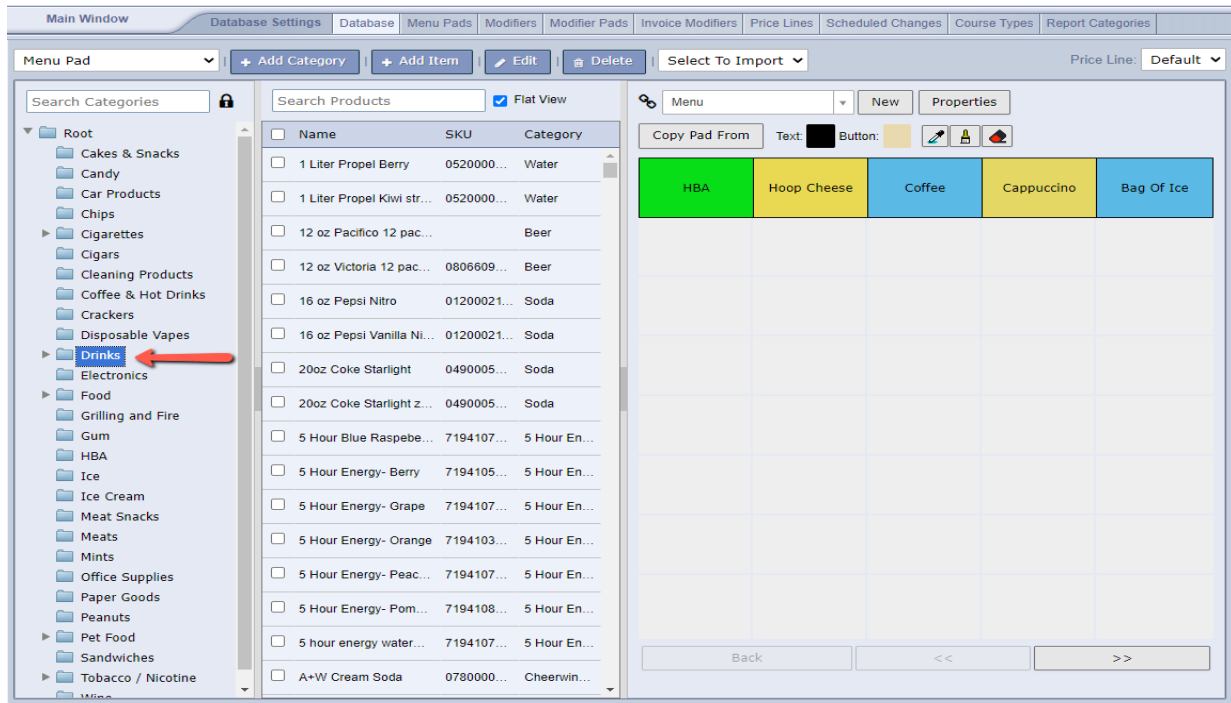 Main Window
Database Settings Database Menu Pads Modifiers Modifier Pads Invoice Modifiers Price Lines Scheduled Changes Course Types Report Categories
Menu Pad + Add Category + Add Item Edit Delete Select To Import Price Line: Default
Search Categories
Root
Cakes & Snacks
Candy
Car Products
Chips
Cigarettes
Cigars
Cleaning Products
Coffee & Hot Drinks
Crackers
Disposable Vapes
Drinks
Electronics
Food
Grilling and Fire
Gum
HBA
Ice
Ice Cream
Meat Snacks
Meats
Mints
Office Supplies
Paper Goods
Peanuts
Pet Food
Sandwiches
Tobacco / Nicotine
Wine
Search Products Flat View
Name SKU Category
1 Liter Propel Berry 0520000... Water
1 Liter Propel Kiwi str... 0520000... Water
12 oz Pacifico 12 pac... Beer
12 oz Victoria 12 pac... 0806609... Beer
16 oz Pepsi Nitro 01200021... Soda
16 oz Pepsi Vanilla Ni... 01200021... Soda
20oz Coke Starlight 0490005... Soda
20oz Coke Starlight z... 0490005... Soda
5 Hour Blue Raspebe... 7194107... 5 Hour En...
5 Hour Energy- Berry 7194105... 5 Hour En...
5 Hour Energy- Grape 7194107... 5 Hour En...
5 Hour Energy- Orange 7194103... 5 Hour En...
5 Hour Energy- Peac... 7194107... 5 Hour En...
5 Hour Energy- Pom... 7194108... 5 Hour En...
5 hour energy water... 7194107... 5 Hour En...
A+W Cream Soda 0780000... Cheerwin...
Menu New Properties
Copy Pad From Text: Button:
HBA Hoop Cheese Coffee Cappuccino Bag Of Ice
Back << >>